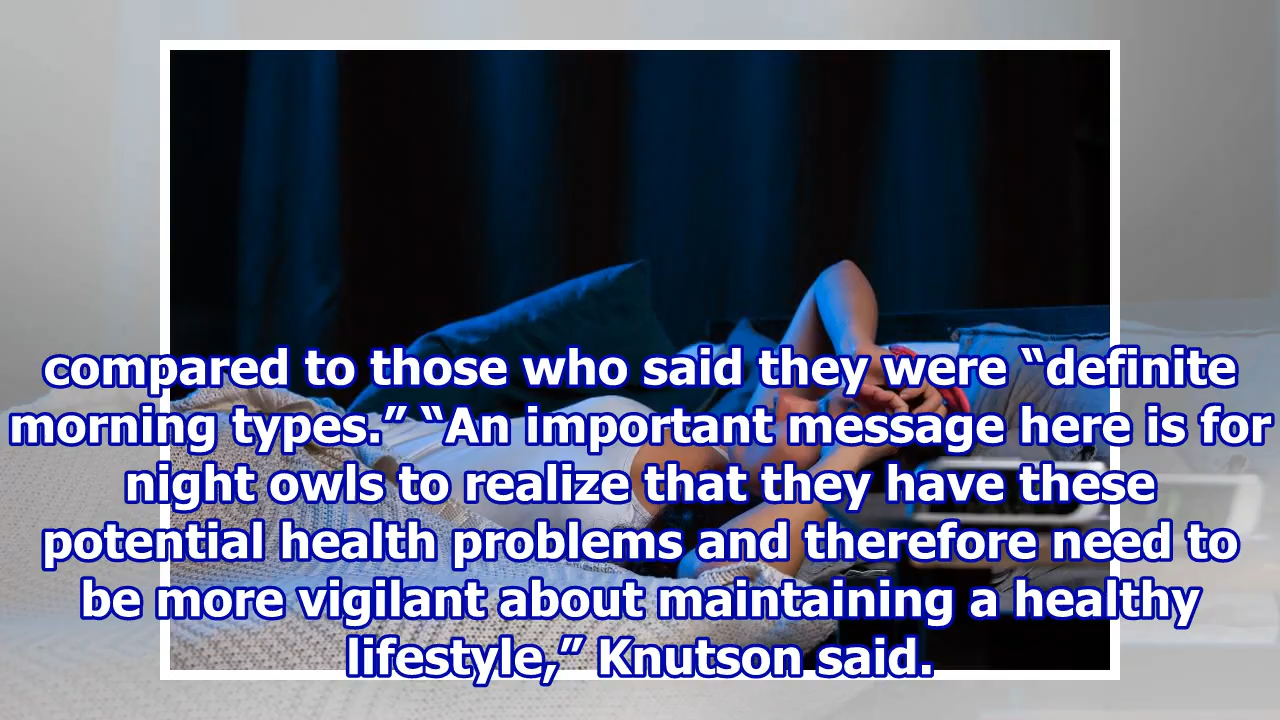 compared to those who said they were “definite
morning types.” “An important message here is for
night owls to realize that they have these
potential health problems and therefore need to
be more vigilant about maintaining a healthy
lifestyle,” Knutson said.